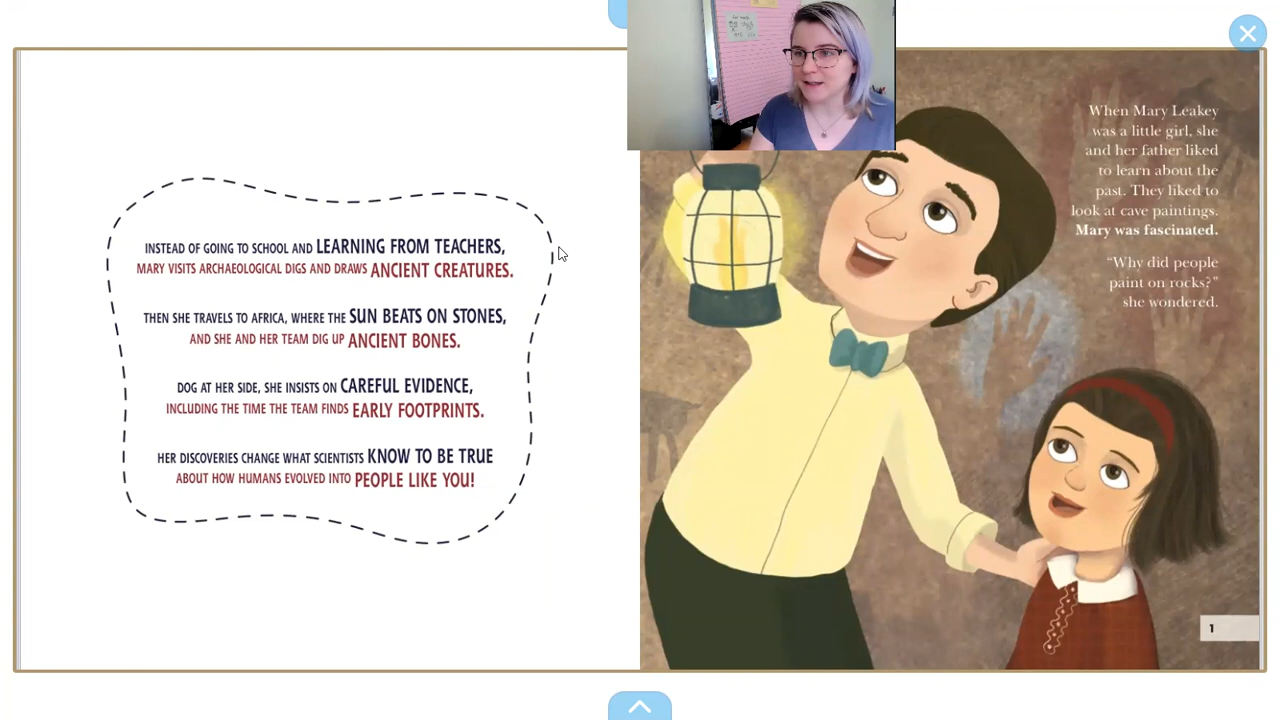 INSTEAD OF GOING TO SCHOOL AND LEARNING FROM TEACHERS,
MARY VISITS ARCHAEOLOGICAL DIGS AND DRAWS ANCIENT CREATURES.
THEN SHE TRAVELS TO AFRICA, WHERE THE SUN BEATS ON STONES,
AND SHE AND HER TEAM DIG UP ANCIENT BONES.
DOG AT HER SIDE, SHE INSISTS ON CAREFUL EVIDENCE,
INCLUDING THE TIME THE TEAM FINDS EARLY FOOTPRINTS.
HER DISCOVERIES CHANGE WHAT SCIENTISTS KNOW TO BE TRUE
ABOUT HOW HUMANS EVOLVED INTO PEOPLE LIKE YOU!
When Mary Leakey
was a little girl, she
and her father liked
to learn about the
past. They liked to
look at cave paintings.
Mary was fascinated.
“Why did people
paint on rocks?”
she wondered.
1